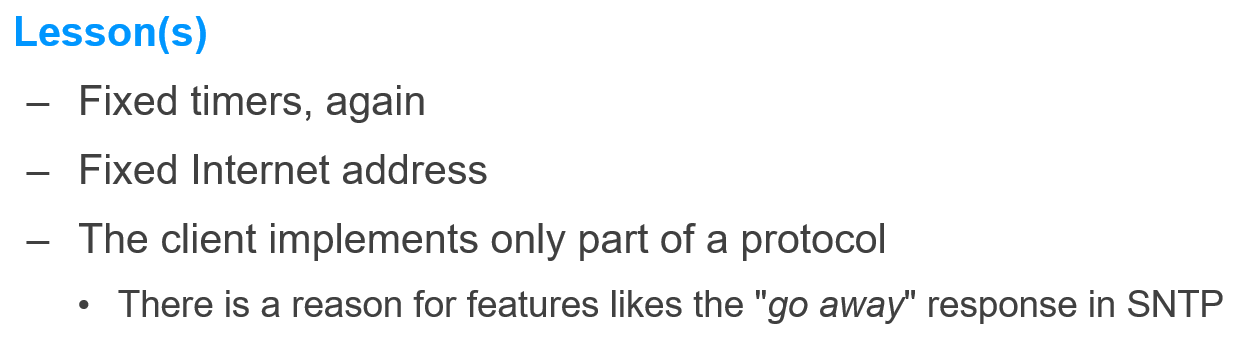 Lesson(s)
– Fixed timers, again
– Fixed Internet address
– The client implements only part of a protocol
• There is a reason for features likes the "go away" response in SNTP